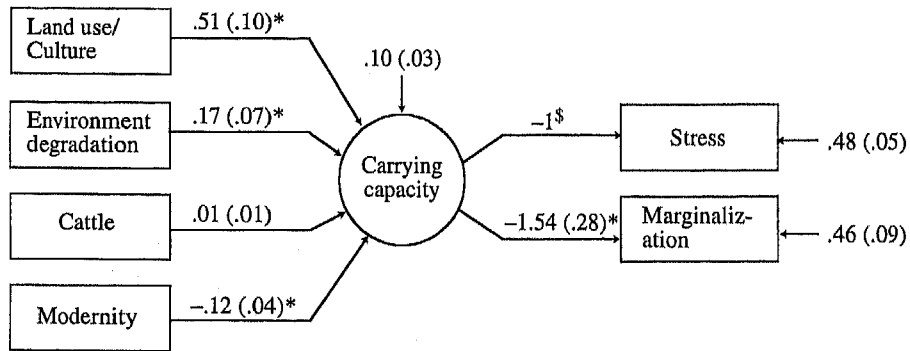 Land use/
Culture
.51 (.10)*
.10 (.03)
Environment
degradation
.17 (.07)*
Carrying
capacity
–1$
Stress
.48 (.05)
Cattle
.01 (.01)
–1.54 (.28)*
Marginaliz-
ation
.46 (.09)
Modernity
–.12 (.04)*